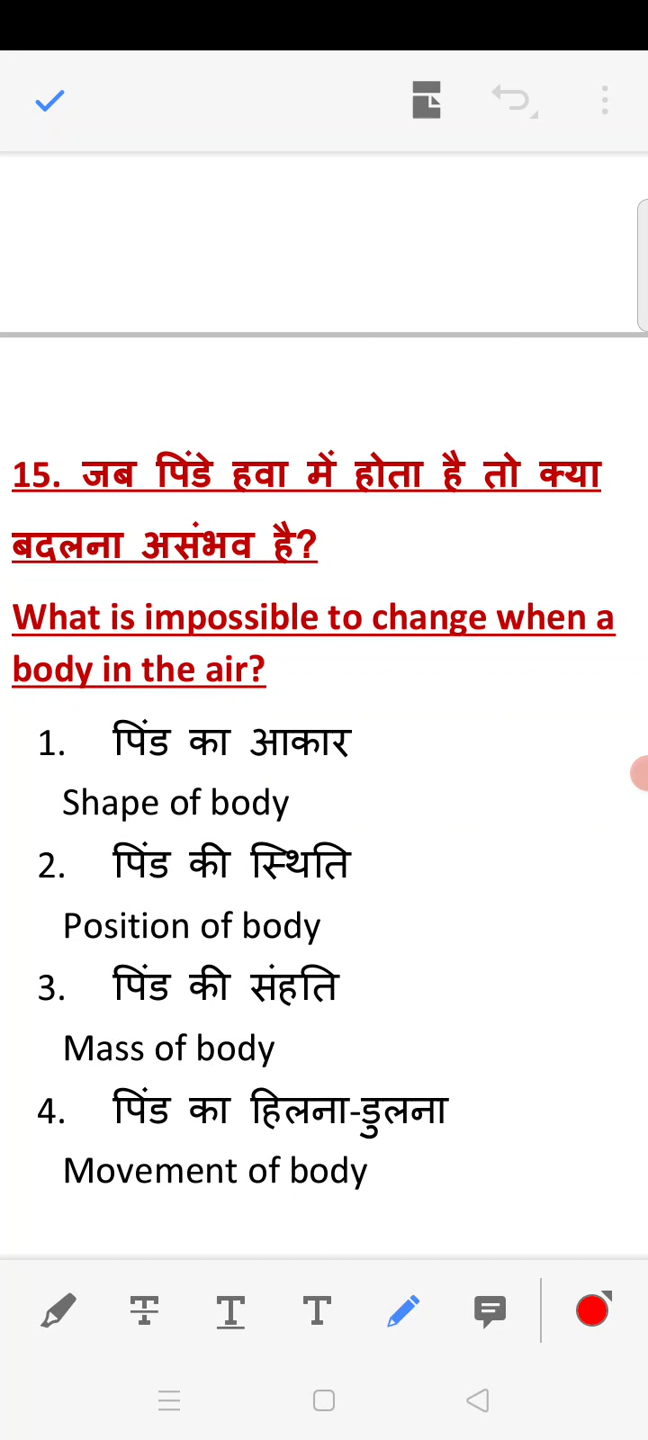 15. जब पिंडे हवा में होता है तो क्या
बदलना असंभव है?
What is impossible to change when a
body in the air?
1. पिंड का आकार
Shape of body
2. पिंड की स्थिति
Position of body
3. पिंड की संहति
Mass of body
4. पिंड का हिलना-डुलना
Movement of body